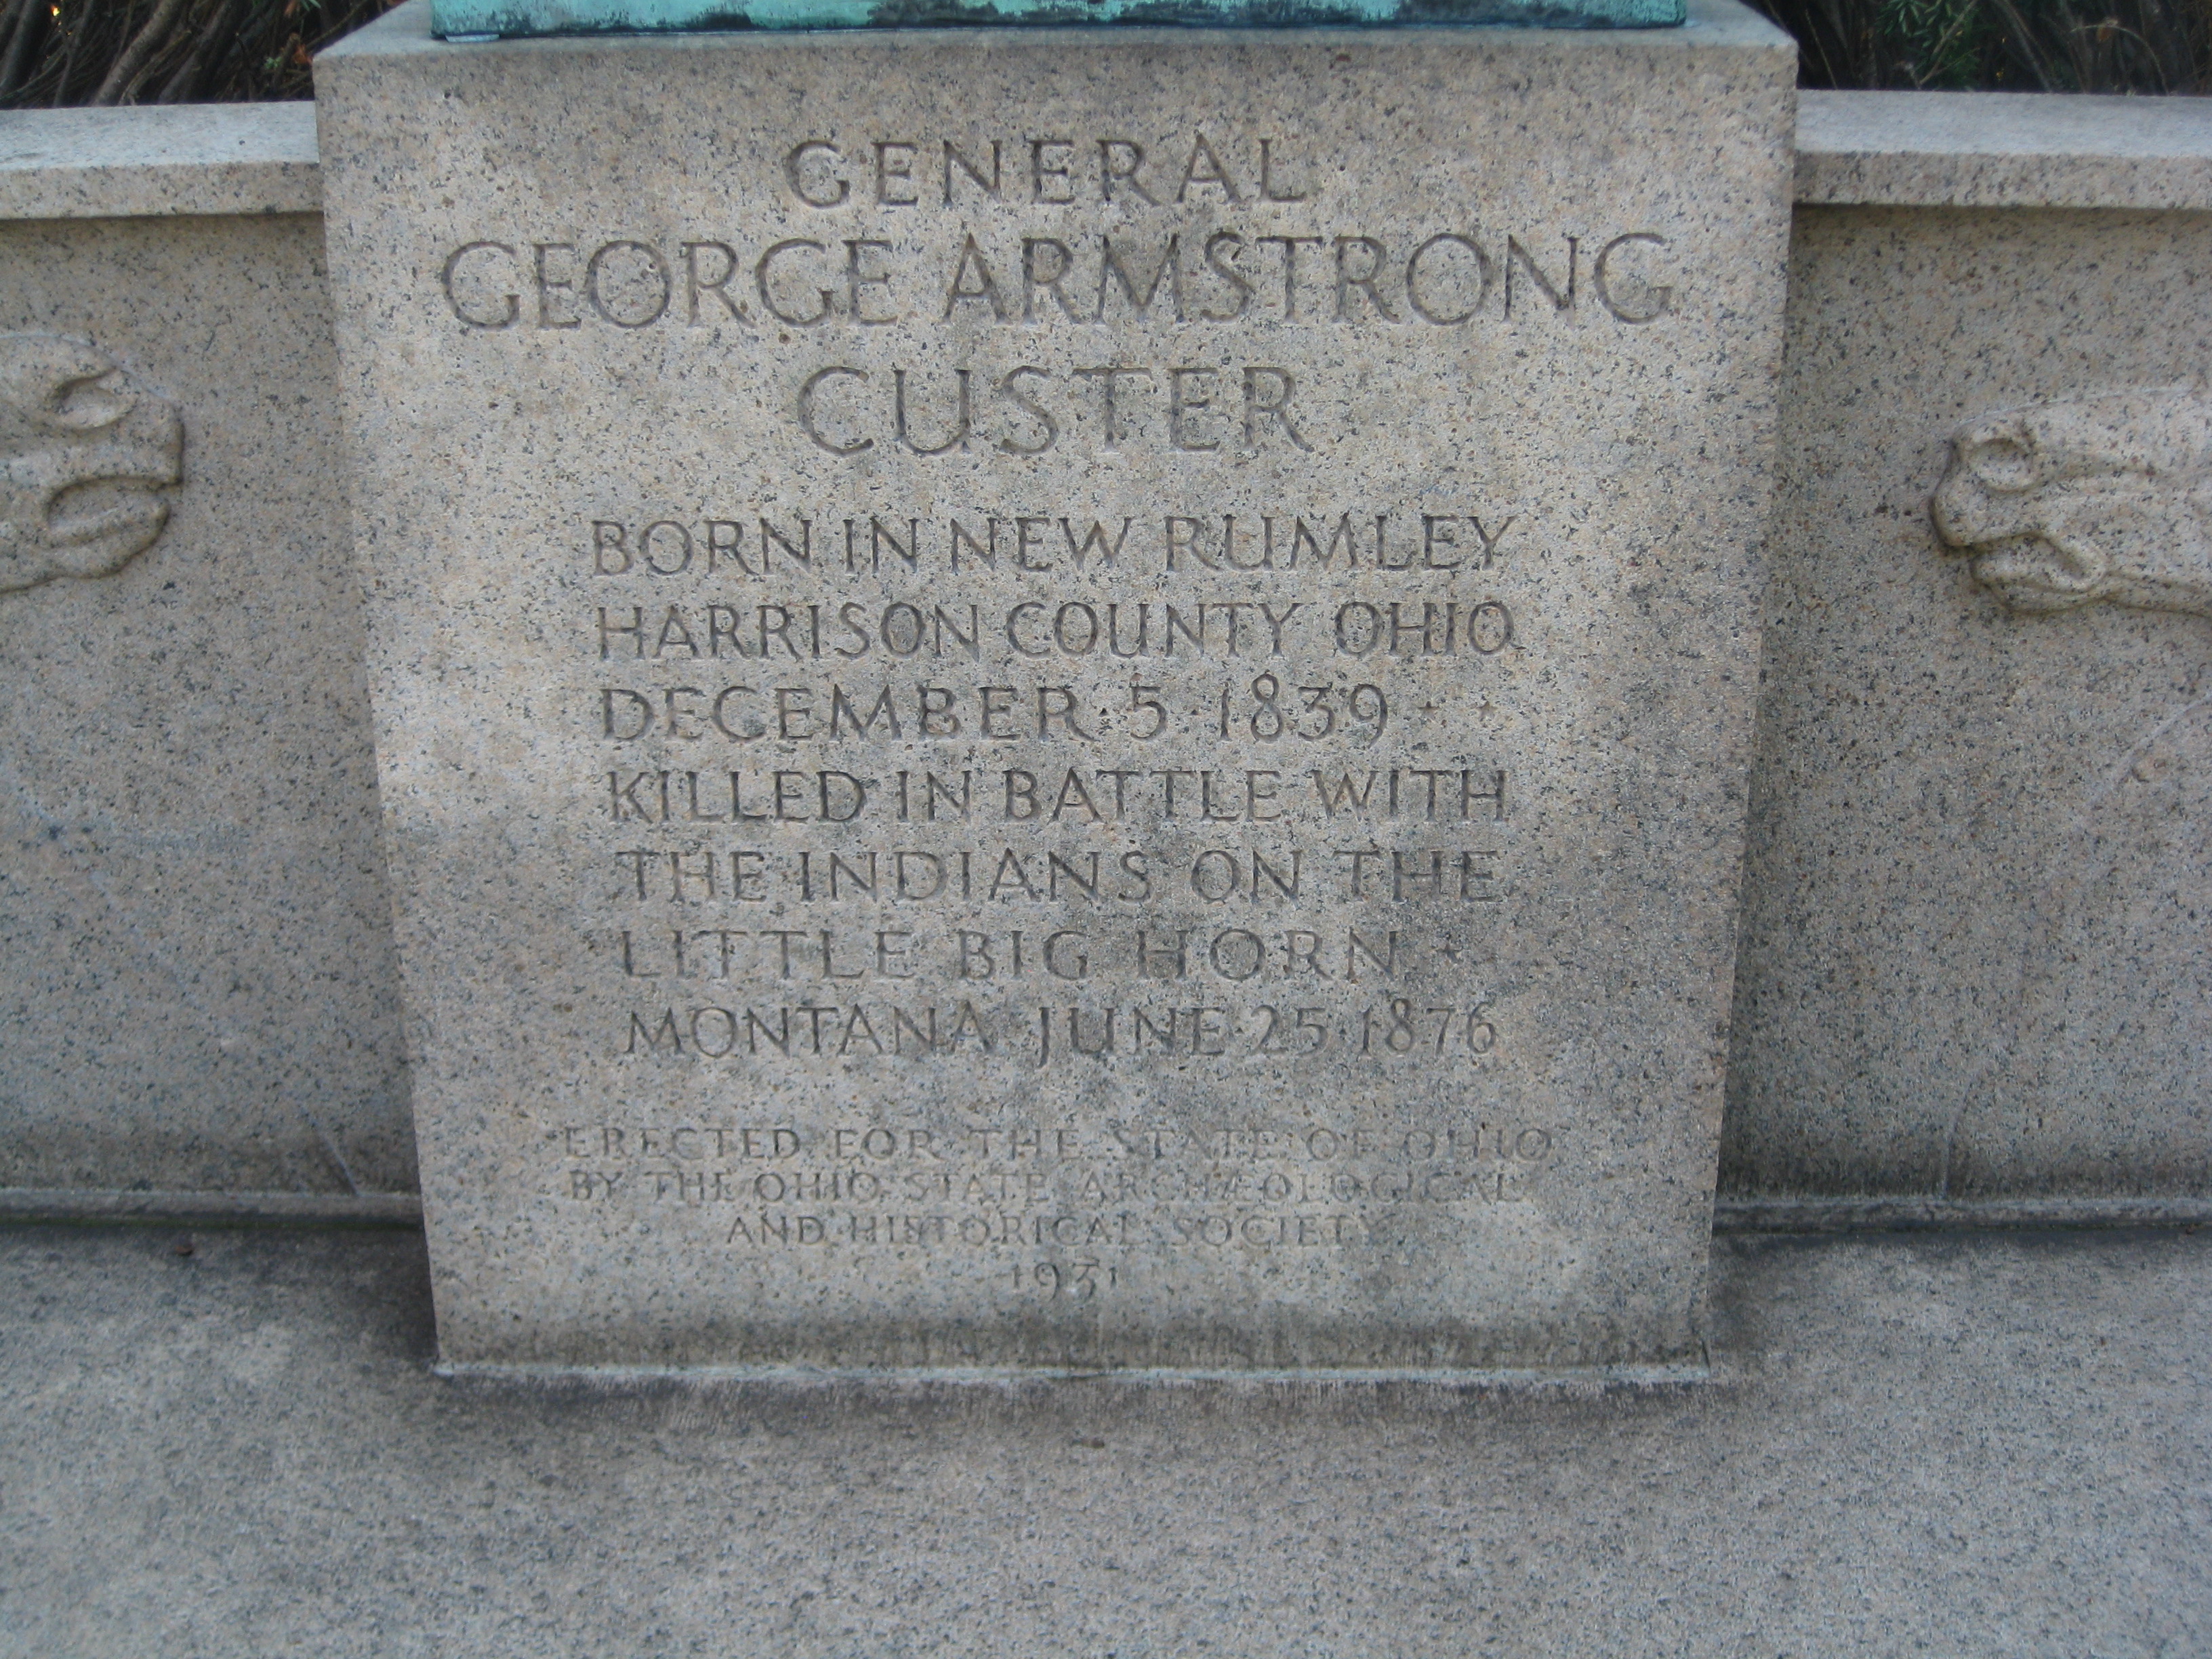 GENERAL
GEORGE ARMSTRONG
CUSTER
BORN IN NEW RUMLEY
HARRISON COUNTY OHIO
DECEMBER · 5 · 1839 · ·
KILLED IN BATTLE WITH
THE INDIANS ON THE
LITTLE BIG HORN ·
MONTANA JUNE · 25 · 1876
ERECTED FOR THE STATE OF OHIO
BY THE OHIO STATE ARCHÆOLOGICAL
AND HISTORICAL SOCIETY
1931